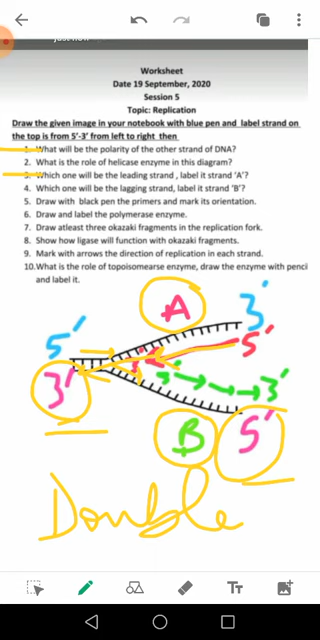 Worksheet
Date 19 September, 2020
Session 5
Topic: Replication
Draw the given image in your notebook with blue pen and label strand on
the top is from 5'-3' from left to right then
1. What will be the polarity of the other strand of DNA?
2. What is the role of helicase enzyme in this diagram?
3. Which one will be the leading strand , label it strand 'A'?
4. Which one will be the lagging strand, label it strand 'B'?
5. Draw with black pen the primers and mark its orientation.
6. Draw and label the polymerase enzyme.
7. Draw atleast three okazaki fragments in the replication fork.
8. Show how ligase will function with okazaki fragments.
9. Mark with arrows the direction of replication in each strand.
10.What is the role of topoisomearse enzyme, draw the enzyme with penci
and label it.
A 3'
5' 5'
3' 3'
B 5'
Double
TT